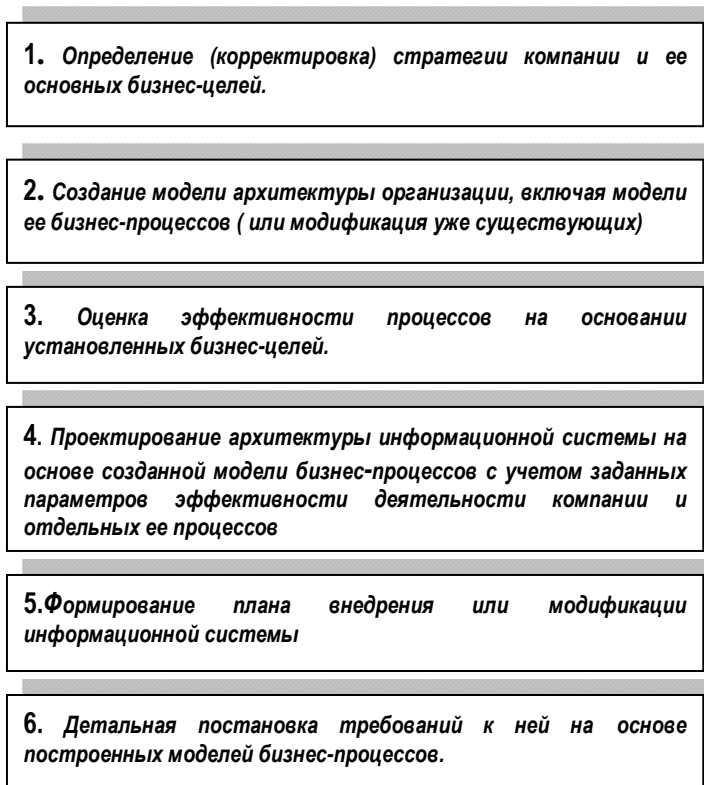 1. Определение (корректировка) стратегии компании и ее
основных бизнес-целей.
2. Создание модели архитектуры организации, включая модели
ее бизнес-процессов ( или модификация уже существующих)
3. Оценка эффективности процессов на основании
установленных бизнес-целей.
4. Проектирование архитектуры информационной системы на
основе созданной модели бизнес-процессов с учетом заданных
параметров эффективности деятельности компании и
отдельных ее процессов
5.Формирование плана внедрения или модификации
информационной системы
6. Детальная постановка требований к ней на основе
построенных моделей бизнес-процессов.